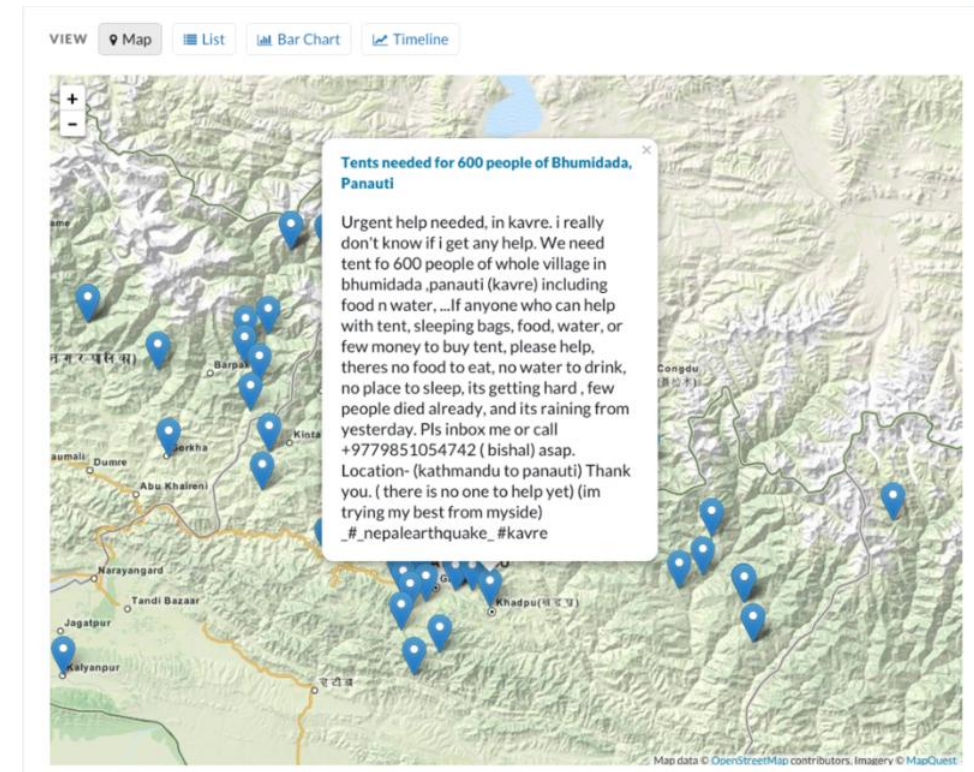 VIEW Map List Bar Chart Timeline
+
-
×
Tents needed for 600 people of Bhumidada,
Panauti
Urgent help needed, in kavre. i really
don't know if i get any help. We need
tent fo 600 people of whole village in
bhumidada ,panauti (kavre) including
food n water, ...If anyone who can help
with tent, sleeping bags, food, water, or
few money to buy tent, please help,
theres no food to eat, no water to drink,
no place to sleep, its getting hard , few
people died already, and its raining from
yesterday. Pls inbox me or call
+9779851054742 ( bishal) asap.
Location- (kathmandu to panauti) Thank
you. ( there is no one to help yet) (im
trying my best from myside)
_#_nepalearthquake_ #kavre
ame
Barpak
Congdu
Kinta
Gorkha
aumali
Dumre
Abu Khaireni
Narayangard
Tandi Bazaar
Khadpu
Jagatpur
Kalyanpur
Map data © OpenStreetMap contributors, Imagery © MapQuest